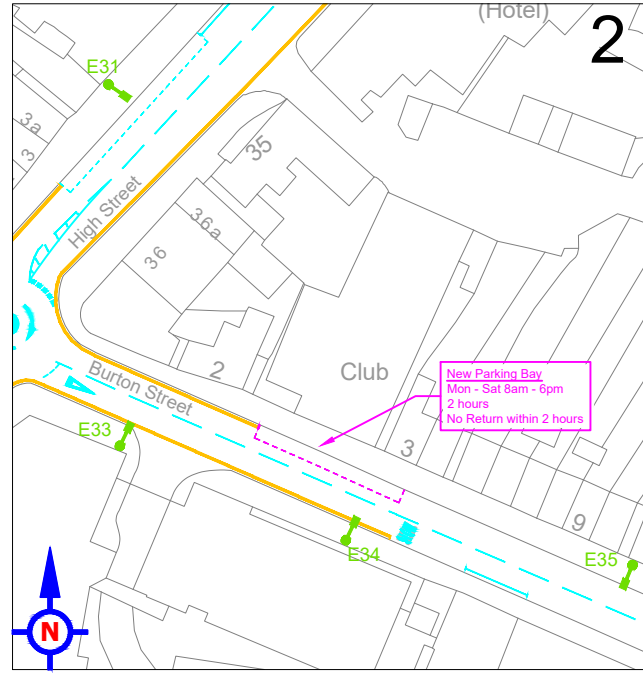 (Hotel)
2
E31
3a
3
35
High Street
36a
36
2
Burton Street
Club
New Parking Bay
Mon - Sat 8am - 6pm
2 hours
No Return within 2 hours
E33
3
9
E34
E35
N